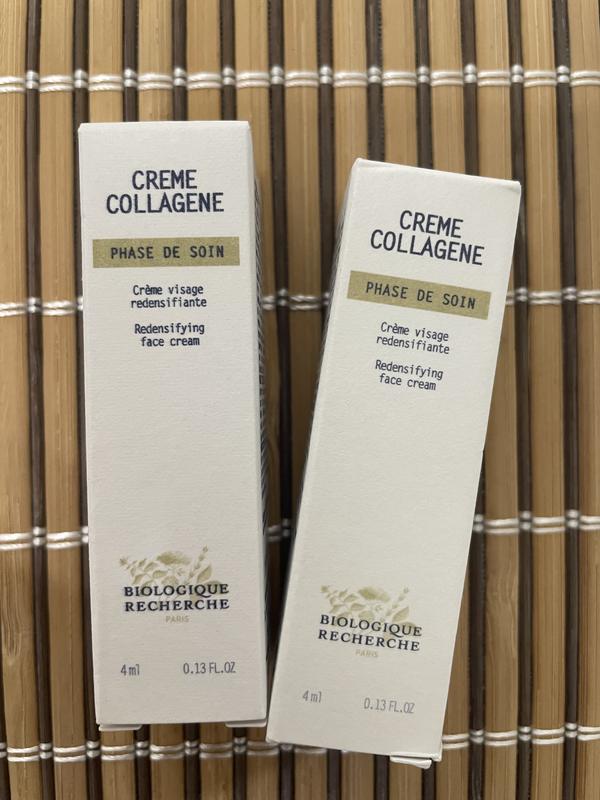 CREME
COLLAGENE
PHASE DE SOIN
Crème visage
redensifiante
Redensifying
face cream
BIOLOGIQUE
RECHERCHE
PARIS
4 ml 0.13 FL.OZ
CREME
COLLAGENE
PHASE DE SOIN
Crème visage
redensifiante
Redensifying
face cream
BIOLOGIQUE
RECHERCHE
PARIS
4 ml 0.13 FL.OZ